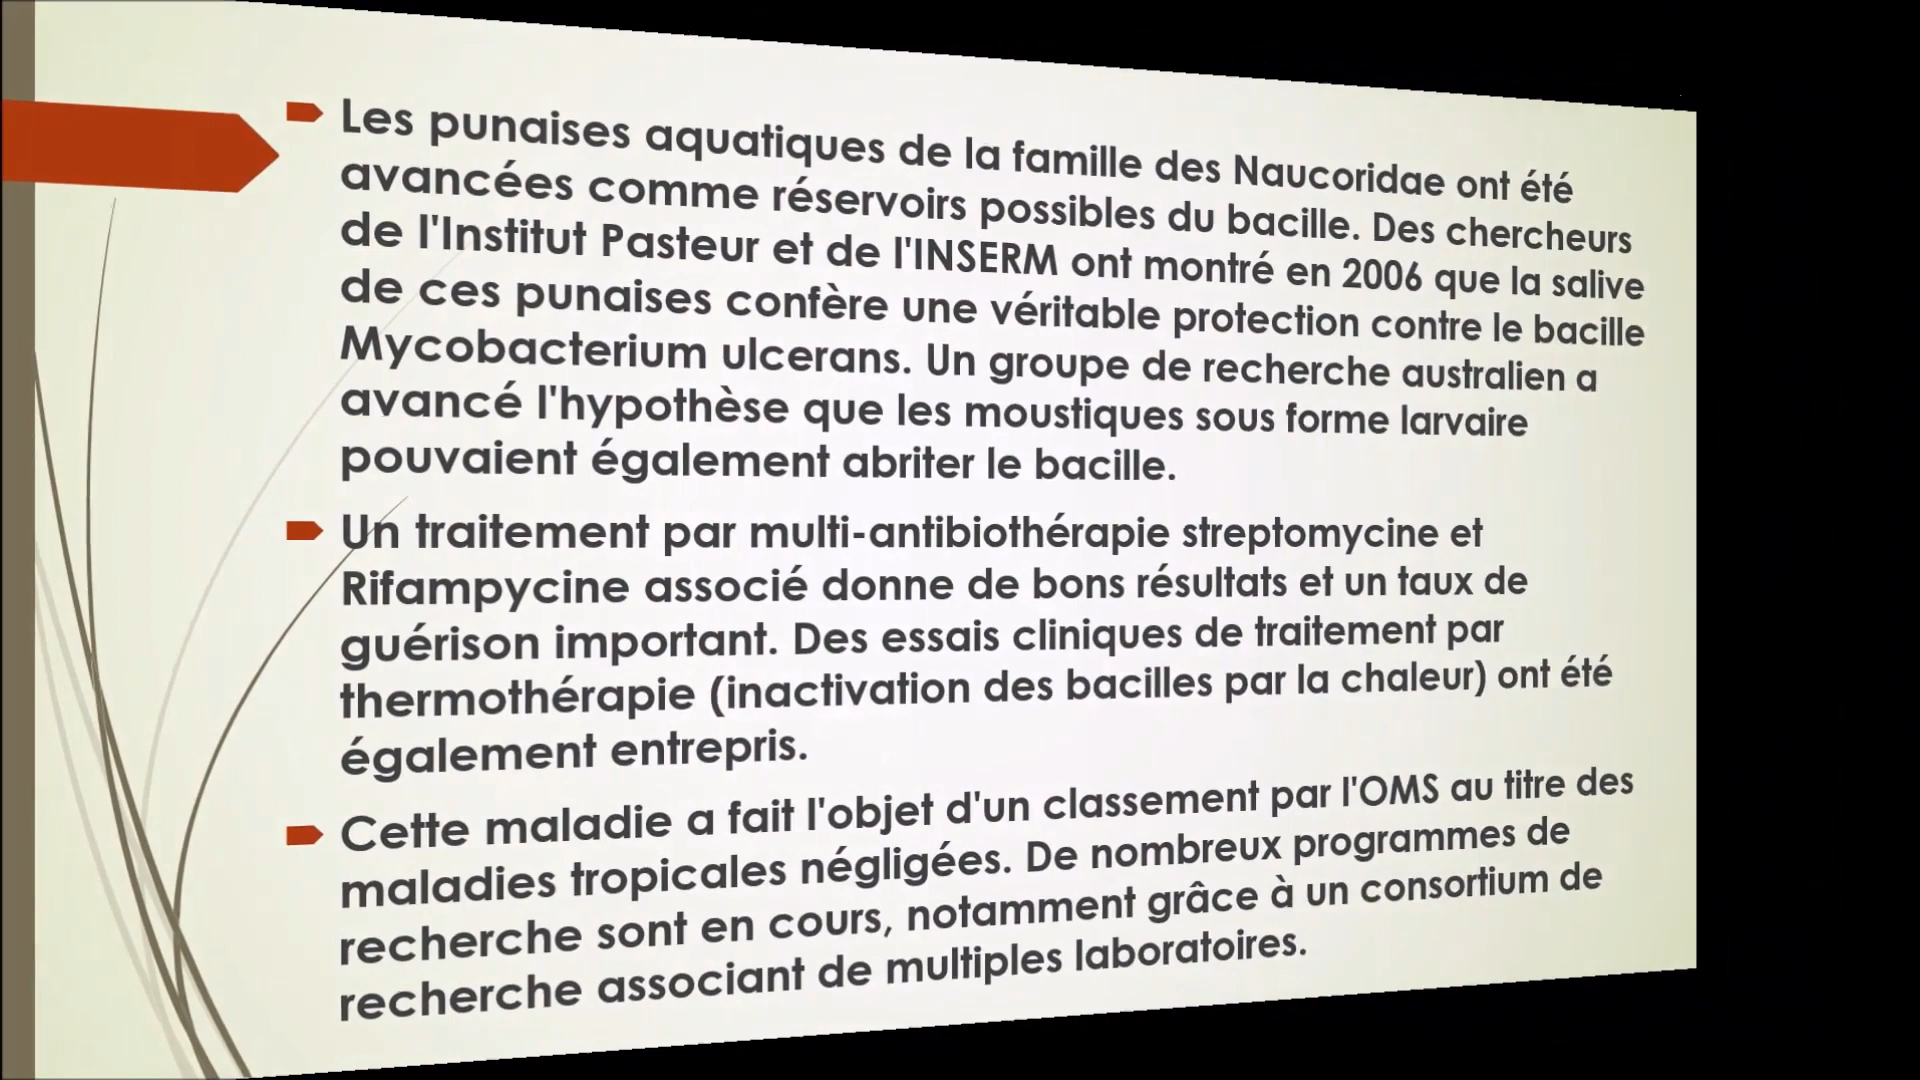 Les punaises aquatiques de la famille des Naucoridae ont été
avancées comme réservoirs possibles du bacille. Des chercheurs
de l'Institut Pasteur et de l'INSERM ont montré en 2006 que la salive
de ces punaises confère une véritable protection contre le bacille
Mycobacterium ulcerans. Un groupe de recherche australien a
avancé l'hypothèse que les moustiques sous forme larvaire
pouvaient également abriter le bacille.
Un traitement par multi-antibiothérapie streptomycine et
Rifampycine associé donne de bons résultats et un taux de
guérison important. Des essais cliniques de traitement par
thermothérapie (inactivation des bacilles par la chaleur) ont été
également entrepris.
Cette maladie a fait l'objet d'un classement par l'OMS au titre des
maladies tropicales négligées. De nombreux programmes de
recherche sont en cours, notamment grâce à un consortium de
recherche associant de multiples laboratoires.